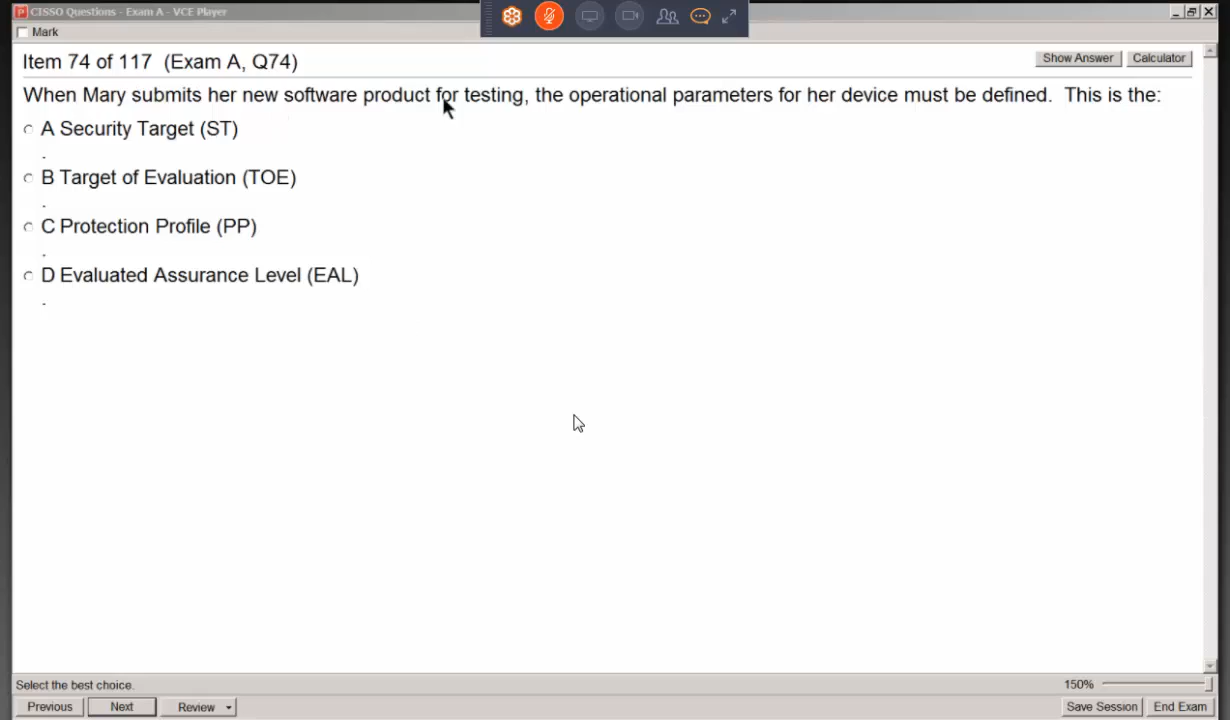 CISSO Questions - Exam A - VCE Player
Mark
Item 74 of 117 (Exam A, Q74)
Show Answer
Calculator
When Mary submits her new software product for testing, the operational parameters for her device must be defined. This is the:
A Security Target (ST)
.
B Target of Evaluation (TOE)
.
C Protection Profile (PP)
.
D Evaluated Assurance Level (EAL)
.
Select the best choice.
150%
Previous
Next
Review
Save Session
End Exam